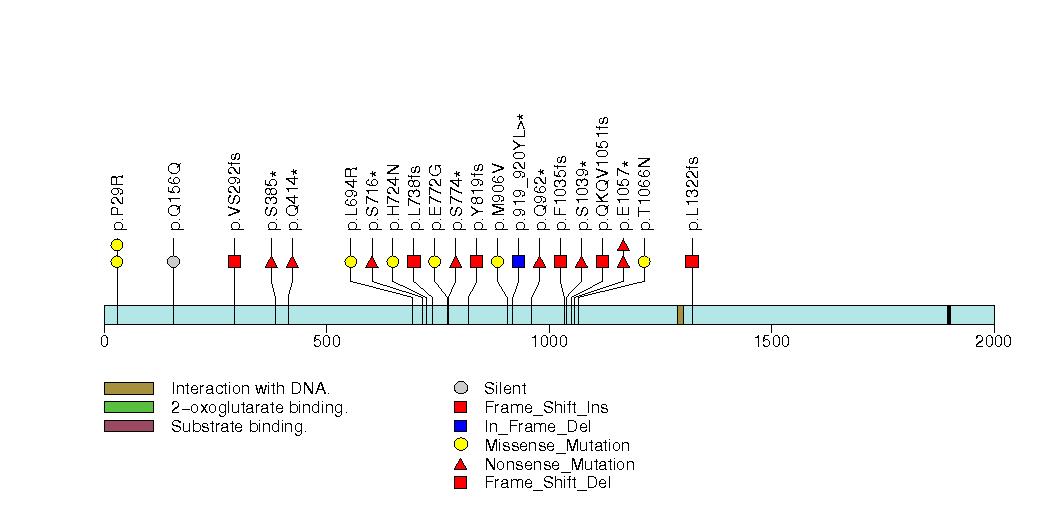 p.P29R
p.Q156Q
p.VS292fs
p.S385*
p.Q414*
p.L694R
p.S716*
p.H724N
p.L738fs
p.E772G
p.S774*
p.Y819fs
p.M906V
p.919_920YL>*
p.Q962*
p.F1035fs
p.S1039*
p.QKQV1051fs
p.E1057*
p.T1066N
p.L1322fs
0 500 1000 1500 2000
Interaction with DNA.
2-oxoglutarate binding.
Substrate binding.
Silent
Frame_Shift_Ins
In_Frame_Del
Missense_Mutation
Nonsense_Mutation
Frame_Shift_Del